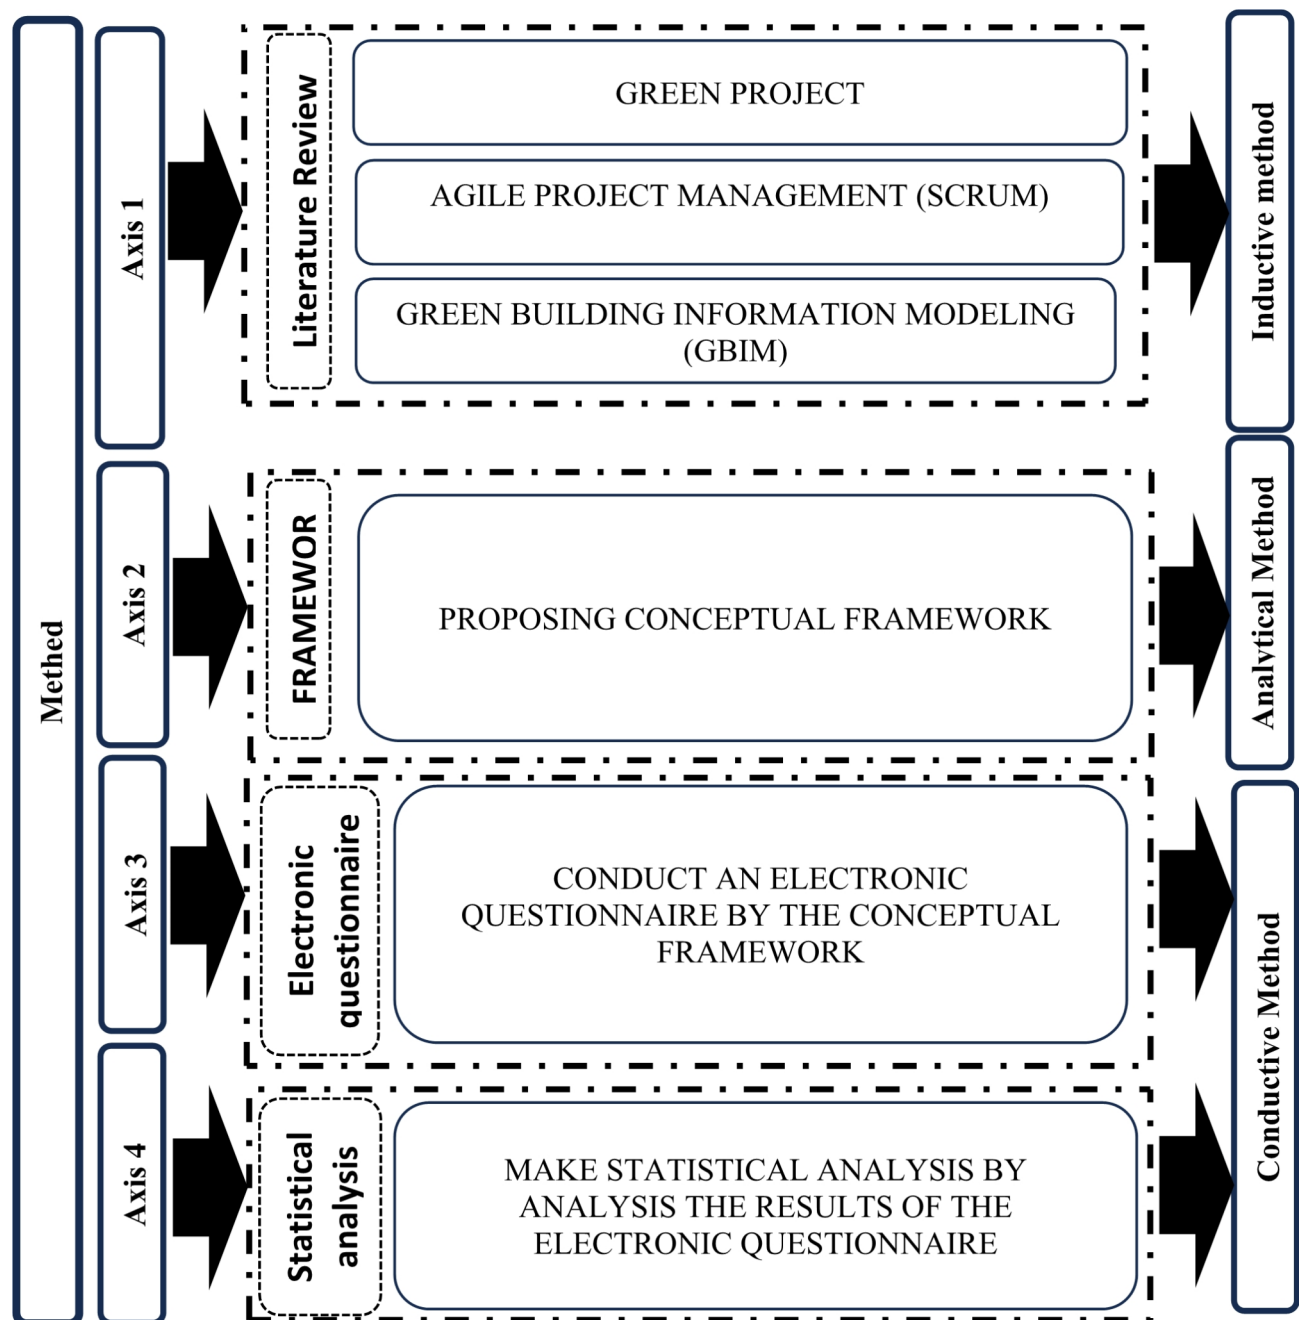 Methed
Axis 1
Literature Review
GREEN PROJECT
AGILE PROJECT MANAGEMENT (SCRUM)
GREEN BUILDING INFORMATION MODELING
(GBIM)
Inductive method
Axis 2
FRAMEWOR
PROPOSING CONCEPTUAL FRAMEWORK
Analytical Method
Axis 3
Electronic
questionnaire
CONDUCT AN ELECTRONIC
QUESTIONNAIRE BY THE CONCEPTUAL
FRAMEWORK
Conductive Method
Axis 4
Statistical
analysis
MAKE STATISTICAL ANALYSIS BY
ANALYSIS THE RESULTS OF THE
ELECTRONIC QUESTIONNAIRE